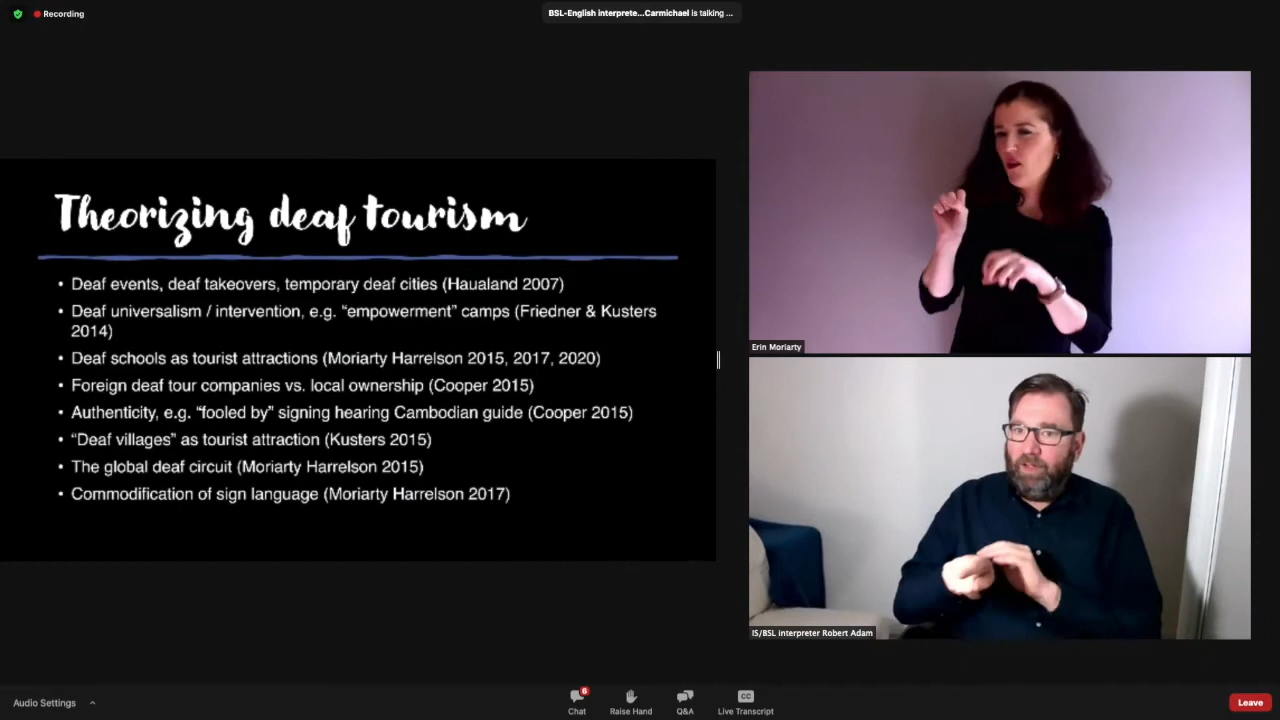 Recording
BSL-English interprete...Carmichael is talking ...
Theorizing deaf tourism
• Deaf events, deaf takeovers, temporary deaf cities (Haualand 2007)
• Deaf universalism / intervention, e.g. “empowerment” camps (Friedner & Kusters
2014)
• Deaf schools as tourist attractions (Moriarty Harrelson 2015, 2017, 2020)
• Foreign deaf tour companies vs. local ownership (Cooper 2015)
• Authenticity, e.g. “fooled by” signing hearing Cambodian guide (Cooper 2015)
• “Deaf villages” as tourist attraction (Kusters 2015)
• The global deaf circuit (Moriarty Harrelson 2015)
• Commodification of sign language (Moriarty Harrelson 2017)
Erin Moriarty
IS/BSL interpreter Robert Adam
Audio Settings
6
CC
Chat
Raise Hand
Q&A
Live Transcript
Leave